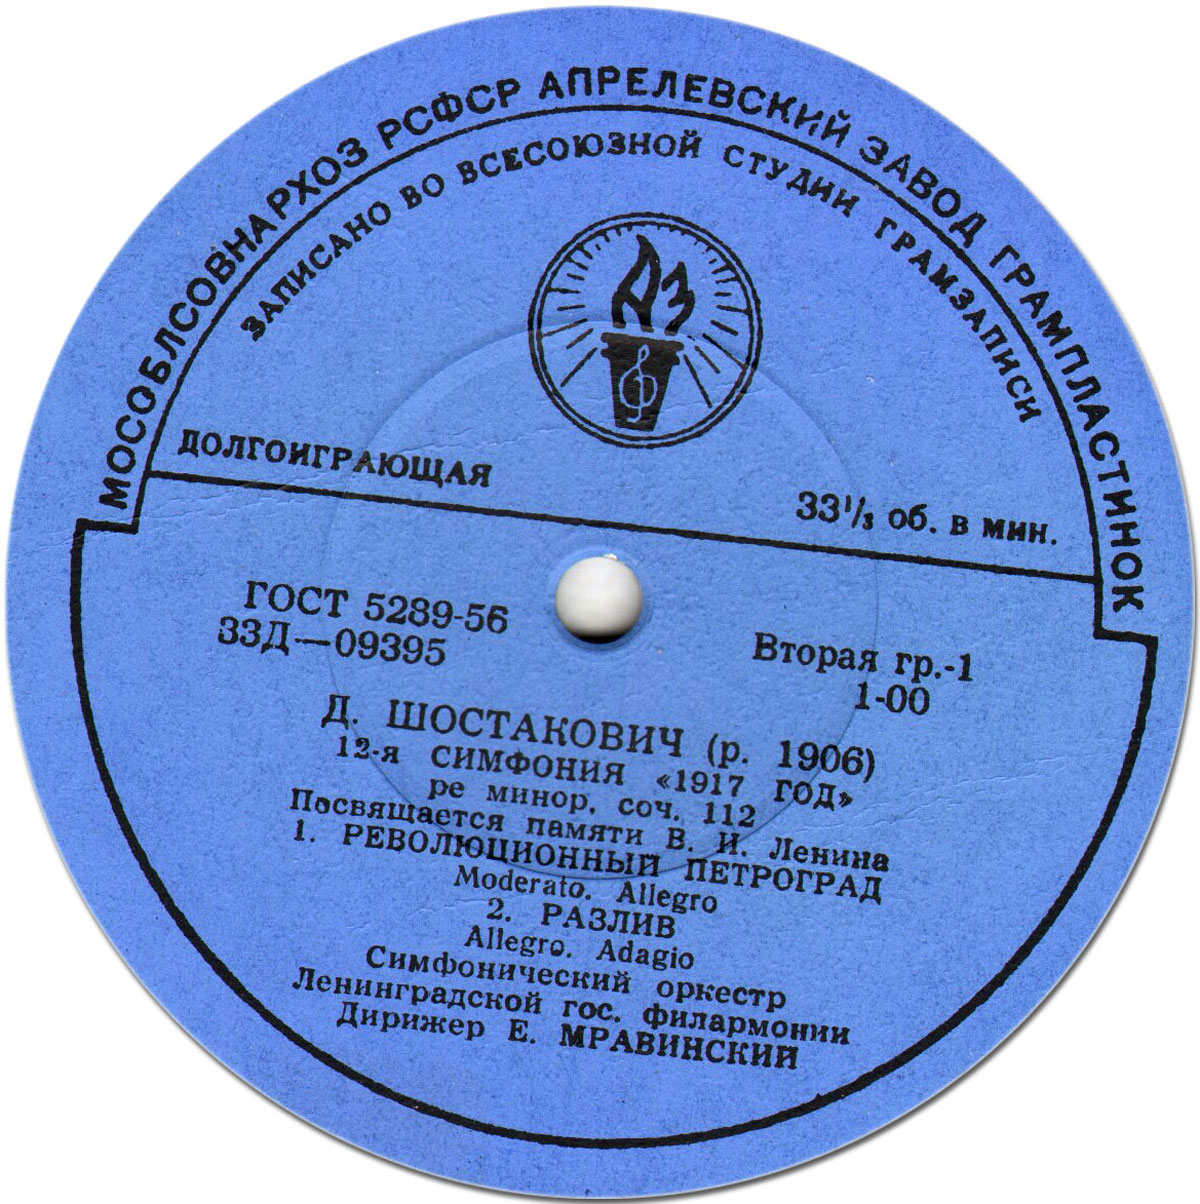 МОСОБЛСОВНАРХОЗ РСФСР АПРЕЛЕВСКИЙ ЗАВОД ГРАМПЛАСТИНОК
ЗАПИСАНО ВО ВСЕСОЮЗНОЙ СТУДИИ ГРАМЗАПИСИ
АЗ
ДОЛГОИГРАЮЩАЯ
33⅓ об. в мин.
ГОСТ 5289-56
33Д—09395
Вторая гр.-1
1-00
Д. ШОСТАКОВИЧ (р. 1906)
12-я СИМФОНИЯ «1917 ГОД»
ре минор, соч. 112
Посвящается памяти В. И. Ленина
1. РЕВОЛЮЦИОННЫЙ ПЕТРОГРАД
Moderato. Allegro
2. РАЗЛИВ
Allegro. Adagio
Симфонический оркестр
Ленинградской гос. филармонии
Дирижер Е. МРАВИНСКИЙ